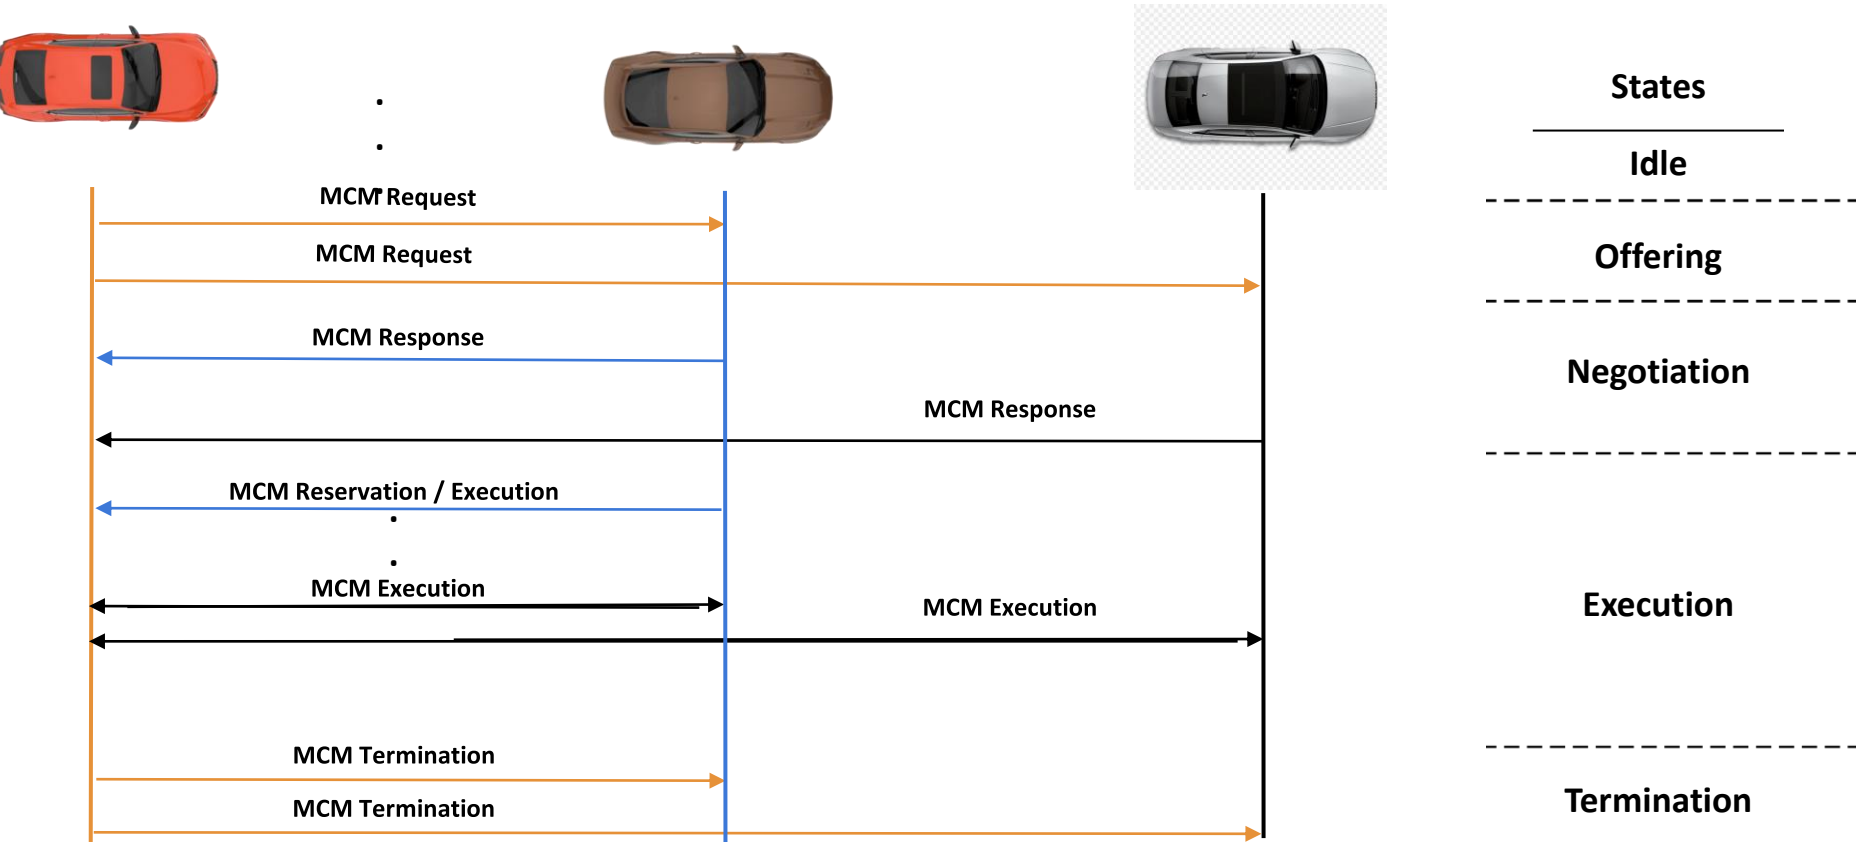 States
Idle
MCM Request
MCM Request
Offering
MCM Response
Negotiation
MCM Response
MCM Reservation / Execution
MCM Execution
MCM Execution
Execution
MCM Termination
MCM Termination
Termination